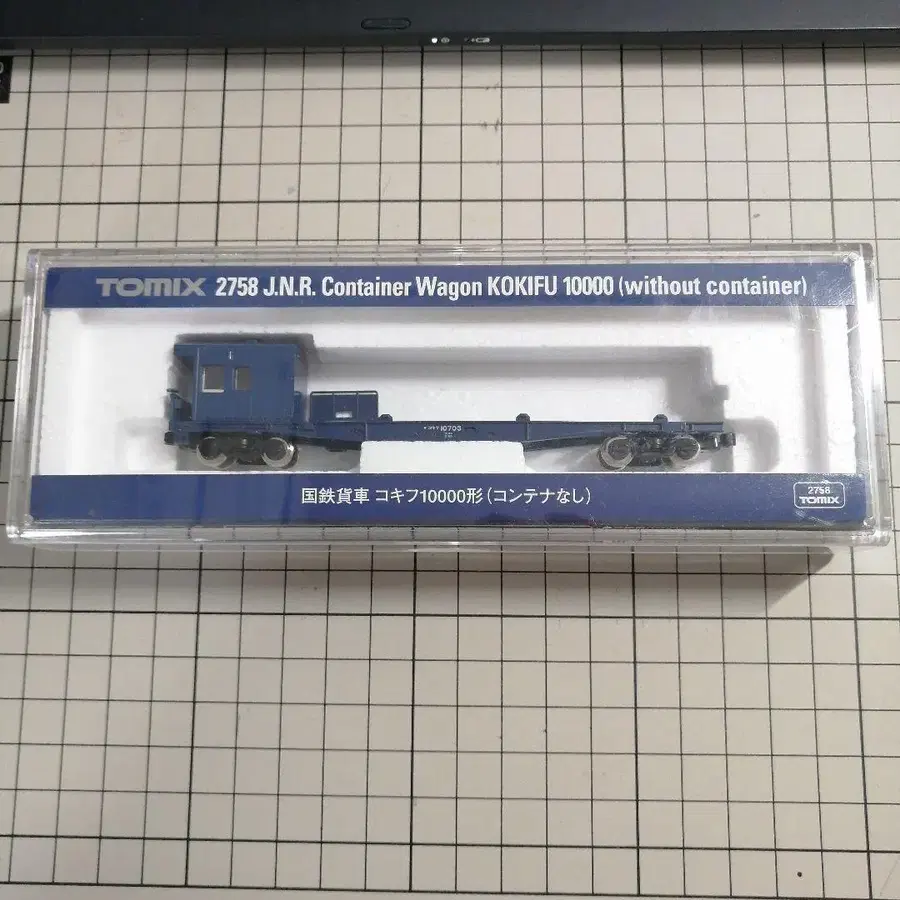 TOMIX 2758 J.N.R. Container Wagon KOKIFU 10000 (without container)
10703
国鉄貨車 コキフ10000形(コンテナなし)
2758
TOMIX